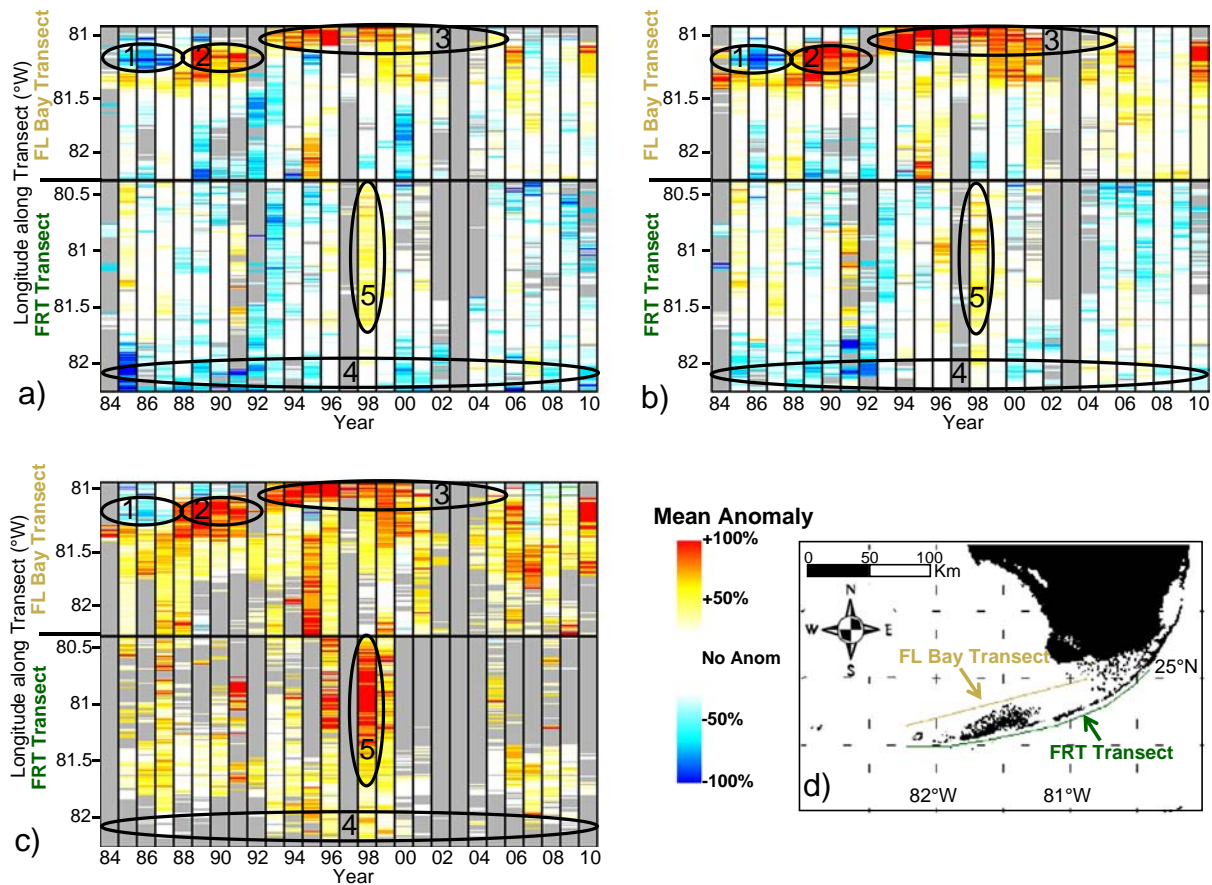 Longitude along Transect (°W)
FL Bay Transect
FRT Transect
81
81.5
82
80.5
81
81.5
82
1
2
3
4
5
84 86 88 90 92 94 96 98 00 02 04 06 08 10
Year
a)
FL Bay Transect
FRT Transect
81
81.5
82
80.5
81
81.5
82
1
2
3
4
5
84 86 88 90 92 94 96 98 00 02 04 06 08 10
Year
b)
Longitude along Transect (°W)
FL Bay Transect
FRT Transect
81
81.5
82
80.5
81
81.5
82
1
2
3
4
5
84 86 88 90 92 94 96 98 00 02 04 06 08 10
Year
c)
Mean Anomaly
+100%
+50%
No Anom
-50%
-100%
0 50 100
Km
N
W E
S
FL Bay Transect
25°N
FRT Transect
82°W 81°W
d)